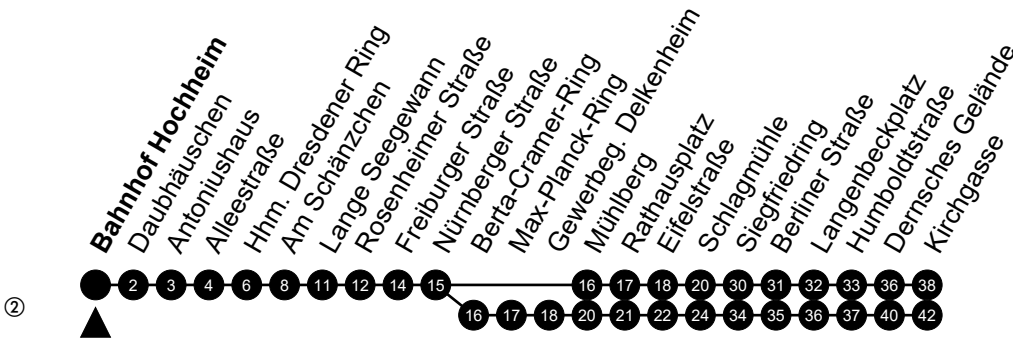 Bahnhof Hochheim
Daubhäuschen
Antoniushaus
Alleestraße
Hhm. Dresdener Ring
Am Schänzchen
Lange Seegewann
Rosenheimer Straße
Freiburger Straße
Nürnberger Straße
Berta-Cramer-Ring
Max-Planck-Ring
Gewerbeg. Delkenheim
Mühlberg
Rathausplatz
Eifelstraße
Schlagmühle
Siegfriedring
Berliner Straße
Langenbeckplatz
Humboldtstraße
Dernsches Gelände
Kirchgasse
2 3 4 6 8 11 12 14 15 16 17 18 20 30 31 32 33 36 38
② 16 17 18 20 21 22 24 34 35 36 37 40 42